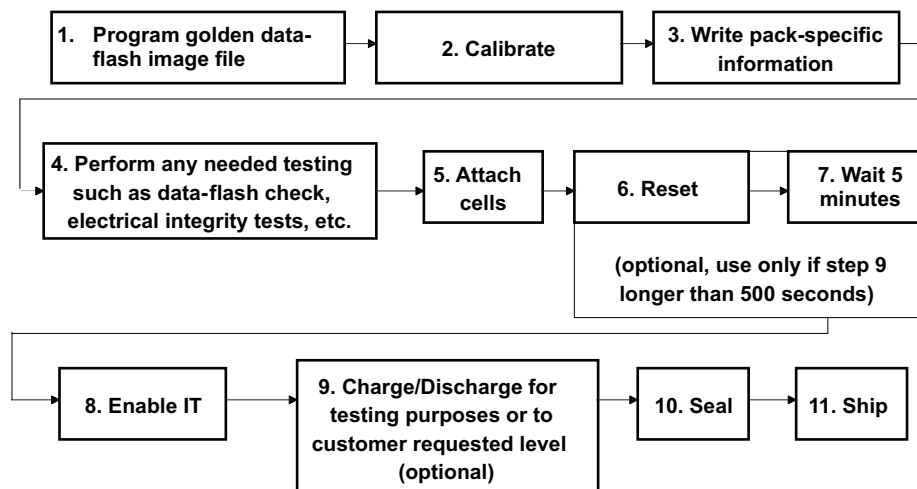 1. Program golden data-
flash image file
2. Calibrate
3. Write pack-specific
information
4. Perform any needed testing
such as data-flash check,
electrical integrity tests, etc.
5. Attach
cells
6. Reset
7. Wait 5
minutes
(optional, use only if step 9
longer than 500 seconds)
8. Enable IT
9. Charge/Discharge for
testing purposes or to
customer requested level
(optional)
10. Seal
11. Ship